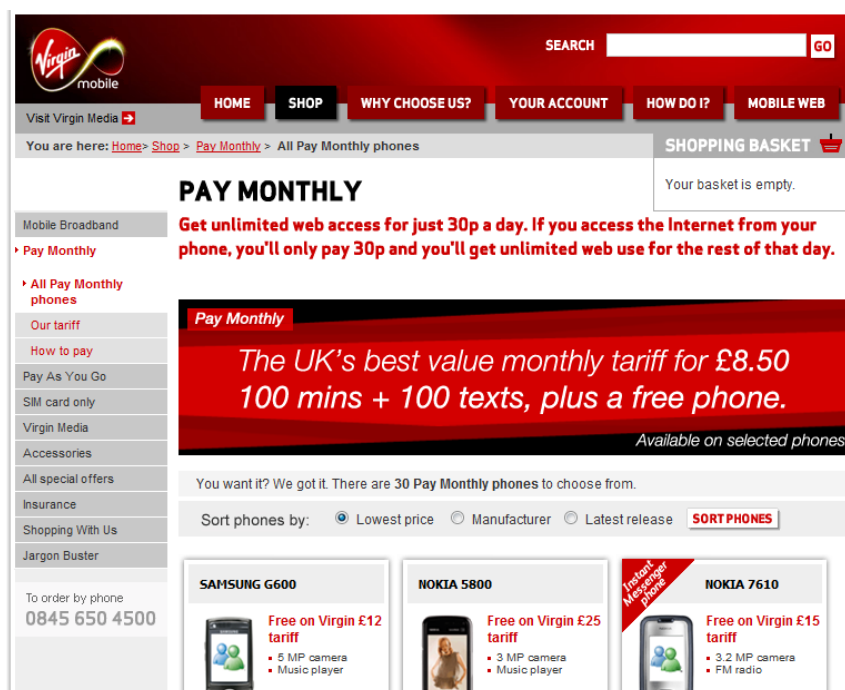 Virgin
mobile
SEARCH
GO
Visit Virgin Media
HOME
SHOP
WHY CHOOSE US?
YOUR ACCOUNT
HOW DO I?
MOBILE WEB
You are here: Home> Shop > Pay Monthly > All Pay Monthly phones
SHOPPING BASKET
Your basket is empty.
Mobile Broadband
Pay Monthly
All Pay Monthly
phones
Our tariff
How to pay
Pay As You Go
SIM card only
Virgin Media
Accessories
All special offers
Insurance
Shopping With Us
Jargon Buster
To order by phone
0845 650 4500
PAY MONTHLY
Get unlimited web access for just 30p a day. If you access the Internet from your
phone, you'll only pay 30p and you'll get unlimited web use for the rest of that day.
Pay Monthly
The UK's best value monthly tariff for £8.50
100 mins + 100 texts, plus a free phone.
Available on selected phones
You want it? We got it. There are 30 Pay Monthly phones to choose from.
Sort phones by:
Lowest price
Manufacturer
Latest release
SORT PHONES
SAMSUNG G600
Free on Virgin £12
tariff
5 MP camera
Music player
NOKIA 5800
Free on Virgin £25
tariff
3 MP camera
Music player
Instant
Messenger
phone
NOKIA 7610
Free on Virgin £15
tariff
3.2 MP camera
FM radio